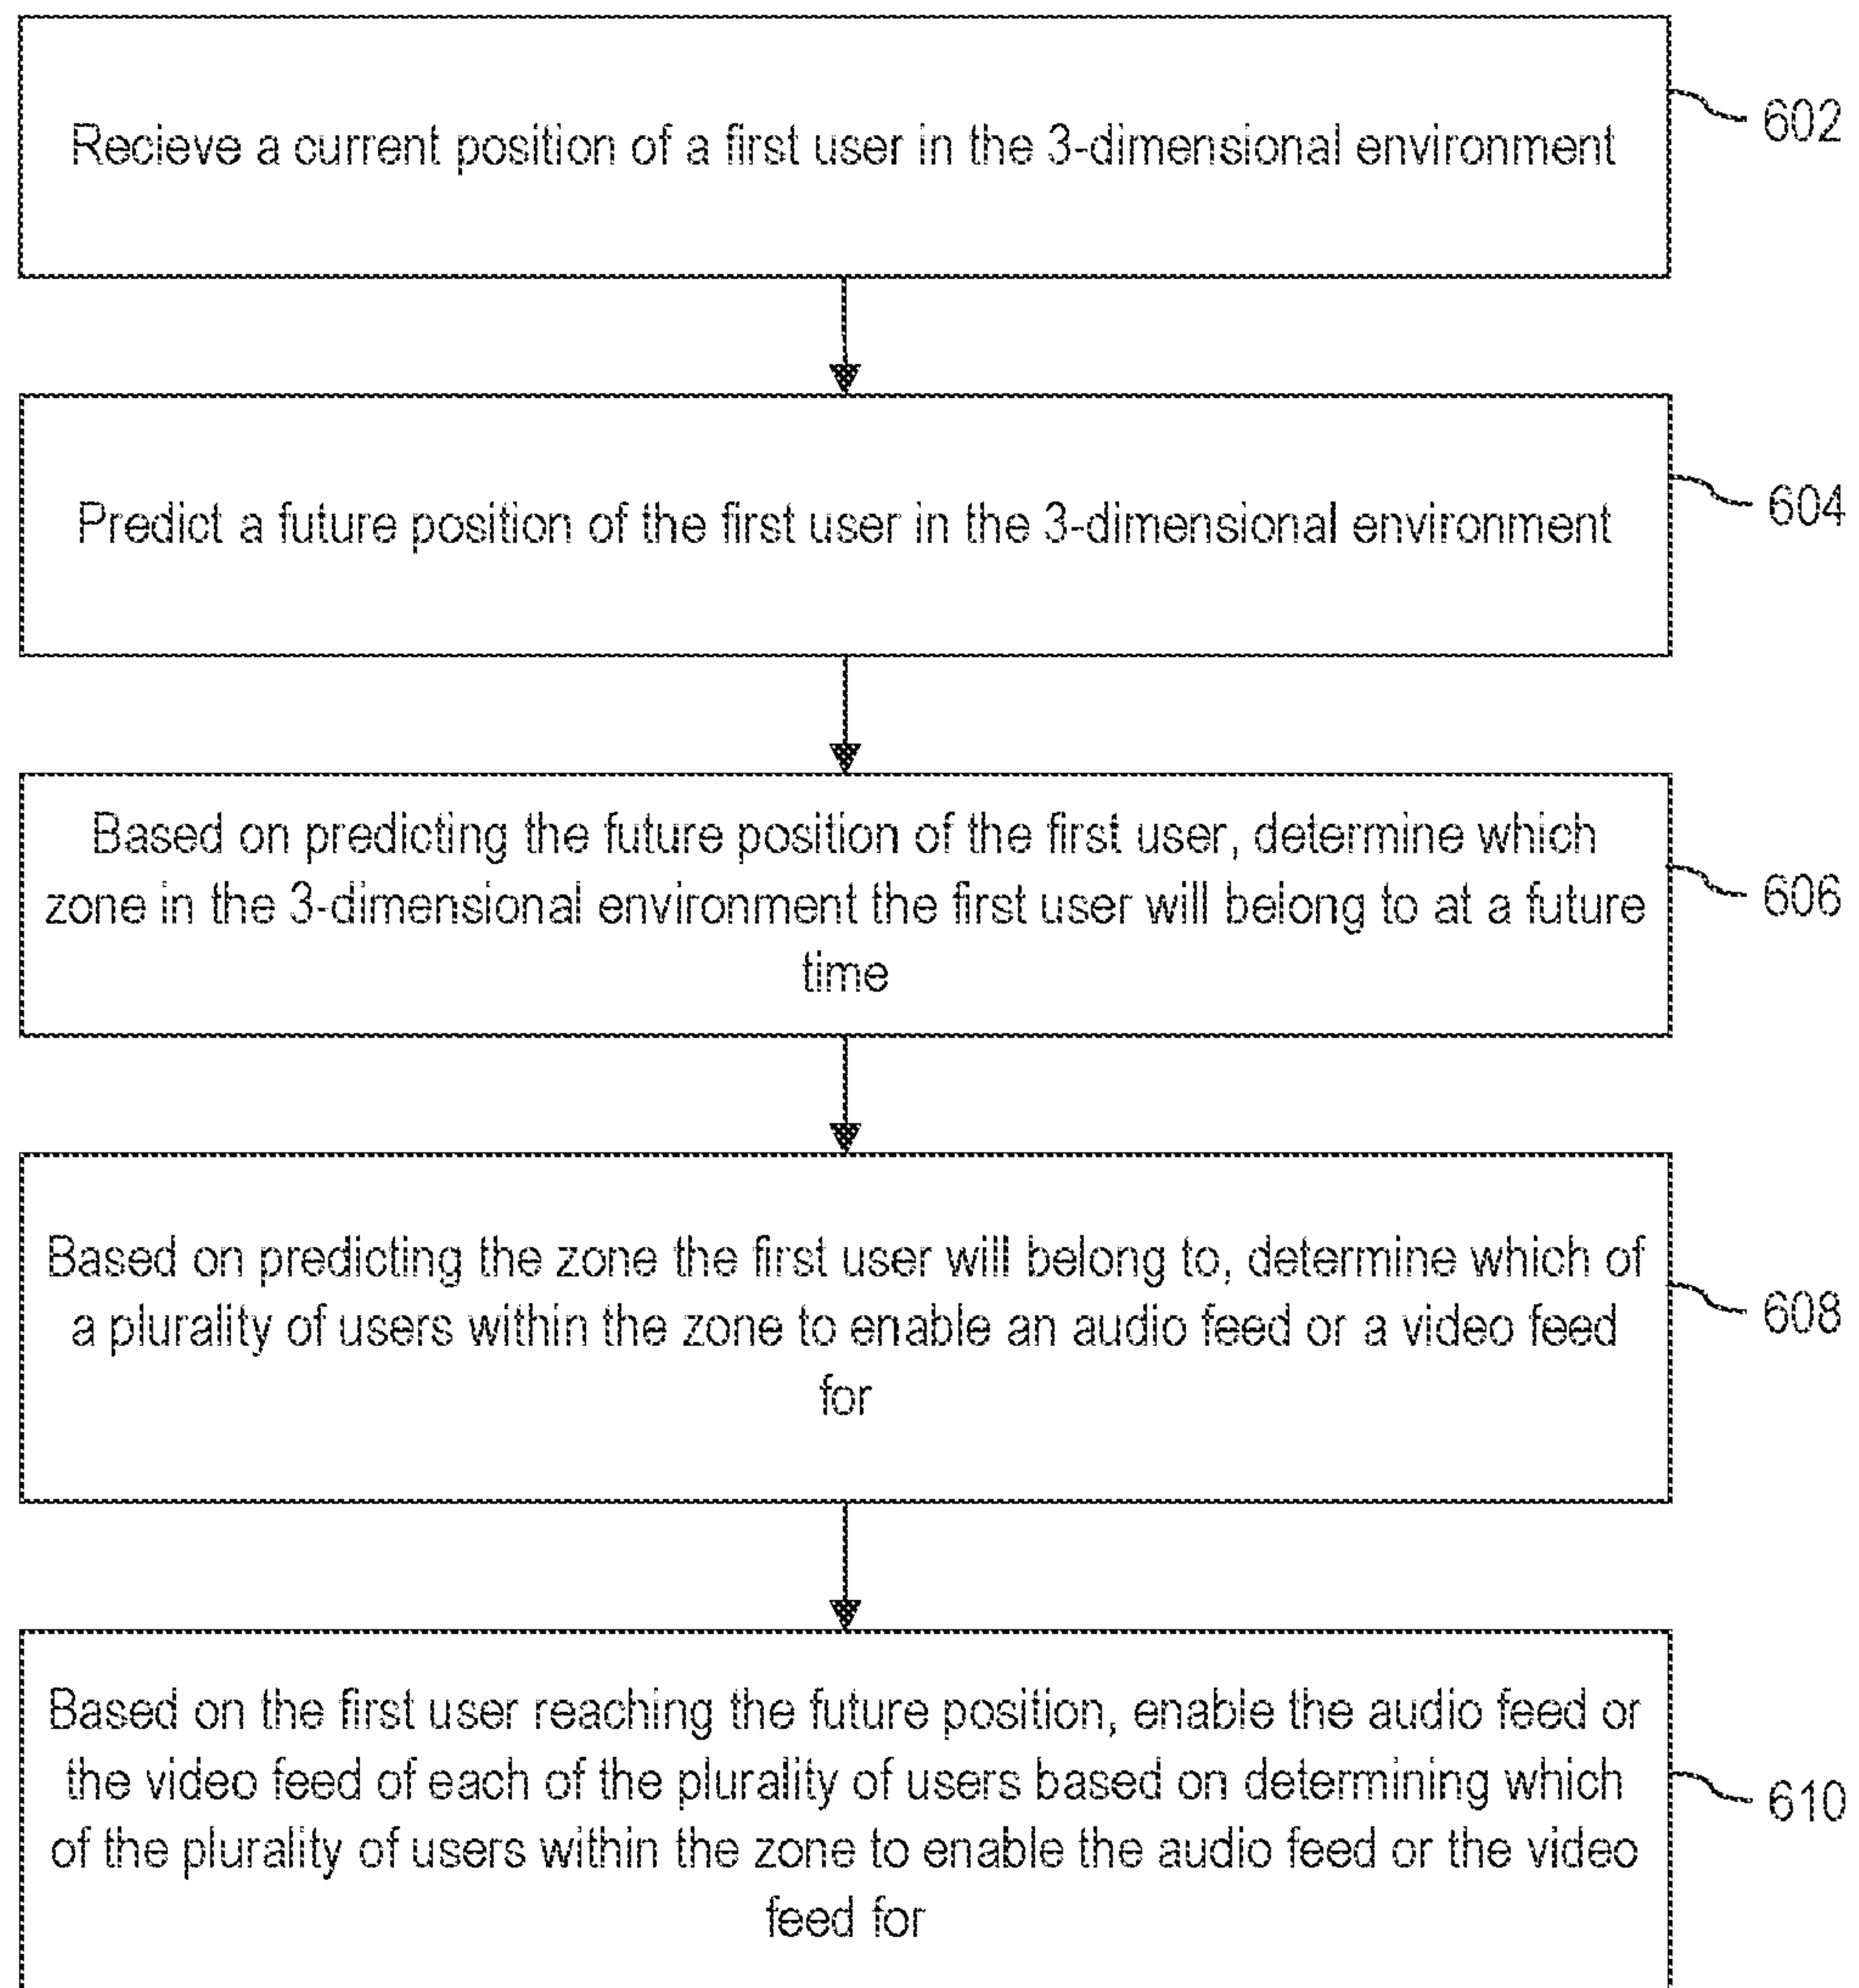 Recieve a current position of a first user in the 3-dimensional environment
602
Predict a future position of the first user in the 3-dimensional environment
604
Based on predicting the future position of the first user, determine which
zone in the 3-dimensional environment the first user will belong to at a future
time
606
Based on predicting the zone the first user will belong to, determine which of
a plurality of users within the zone to enable an audio feed or a video feed
for
608
Based on the first user reaching the future position, enable the audio feed or
the video feed of each of the plurality of users based on determining which
of the plurality of users within the zone to enable the audio feed or the video
feed for
610